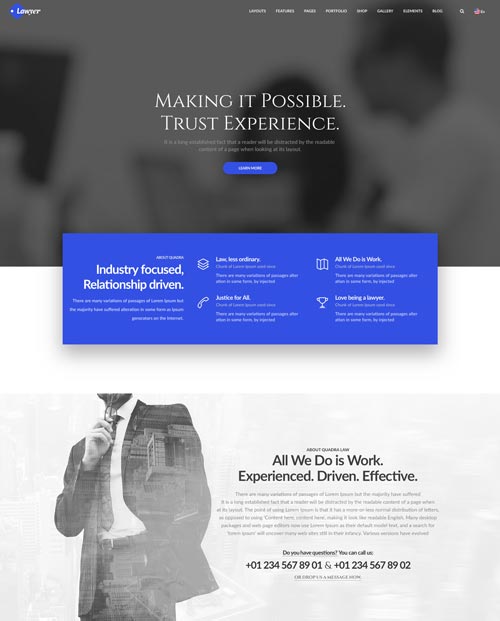 Lawyer
LAYOUTS FEATURES PAGES PORTFOLIO SHOP GALLERY ELEMENTS BLOG En
MAKING IT POSSIBLE.
TRUST EXPERIENCE.
It is a long established fact that a reader will be distracted by the readable
content of a page when looking at its layout.
LEARN MORE
ABOUT QUADRA
Industry focused,
Relationship driven.
There are many variations of passages of Lorem Ipsum but
the majority have suffered alteration in some form as Ipsum
generators on the Internet.
Law, less ordinary.
Chunk of Lorem Ipsum used since
There are many variations of passages alter
ation in some form, by injected
All We Do is Work.
Chunk of Lorem Ipsum used since
There are many variations of passages alter
ation in some form, by injected
Justice for All.
Chunk of Lorem Ipsum used since
There are many variations of passages alter
ation in some form, by injected
Love being a lawyer.
Chunk of Lorem Ipsum used since
There are many variations of passages alter
ation in some form, by injected
ABOUT QUADRA LAW
All We Do is Work.
Experienced. Driven. Effective.
There are many variations of passages of Lorem Ipsum but the majority have suffered
It is a long established fact that a reader will be distracted by the readable content of a page when
at its layout. The point of using Lorem Ipsum is that it has a more-or-less normal distribution of letters,
as opposed to using 'Content here, content here', making it look like readable English. Many desktop
packages and web page editors now use Lorem Ipsum as their default model text, and a search for
'lorem ipsum' will uncover many web sites still in their infancy. Various versions have evolved
Do you have questions? You can call us:
+01 234 567 89 01 & +01 234 567 89 02
OR DROP US A MESSAGE NOW.